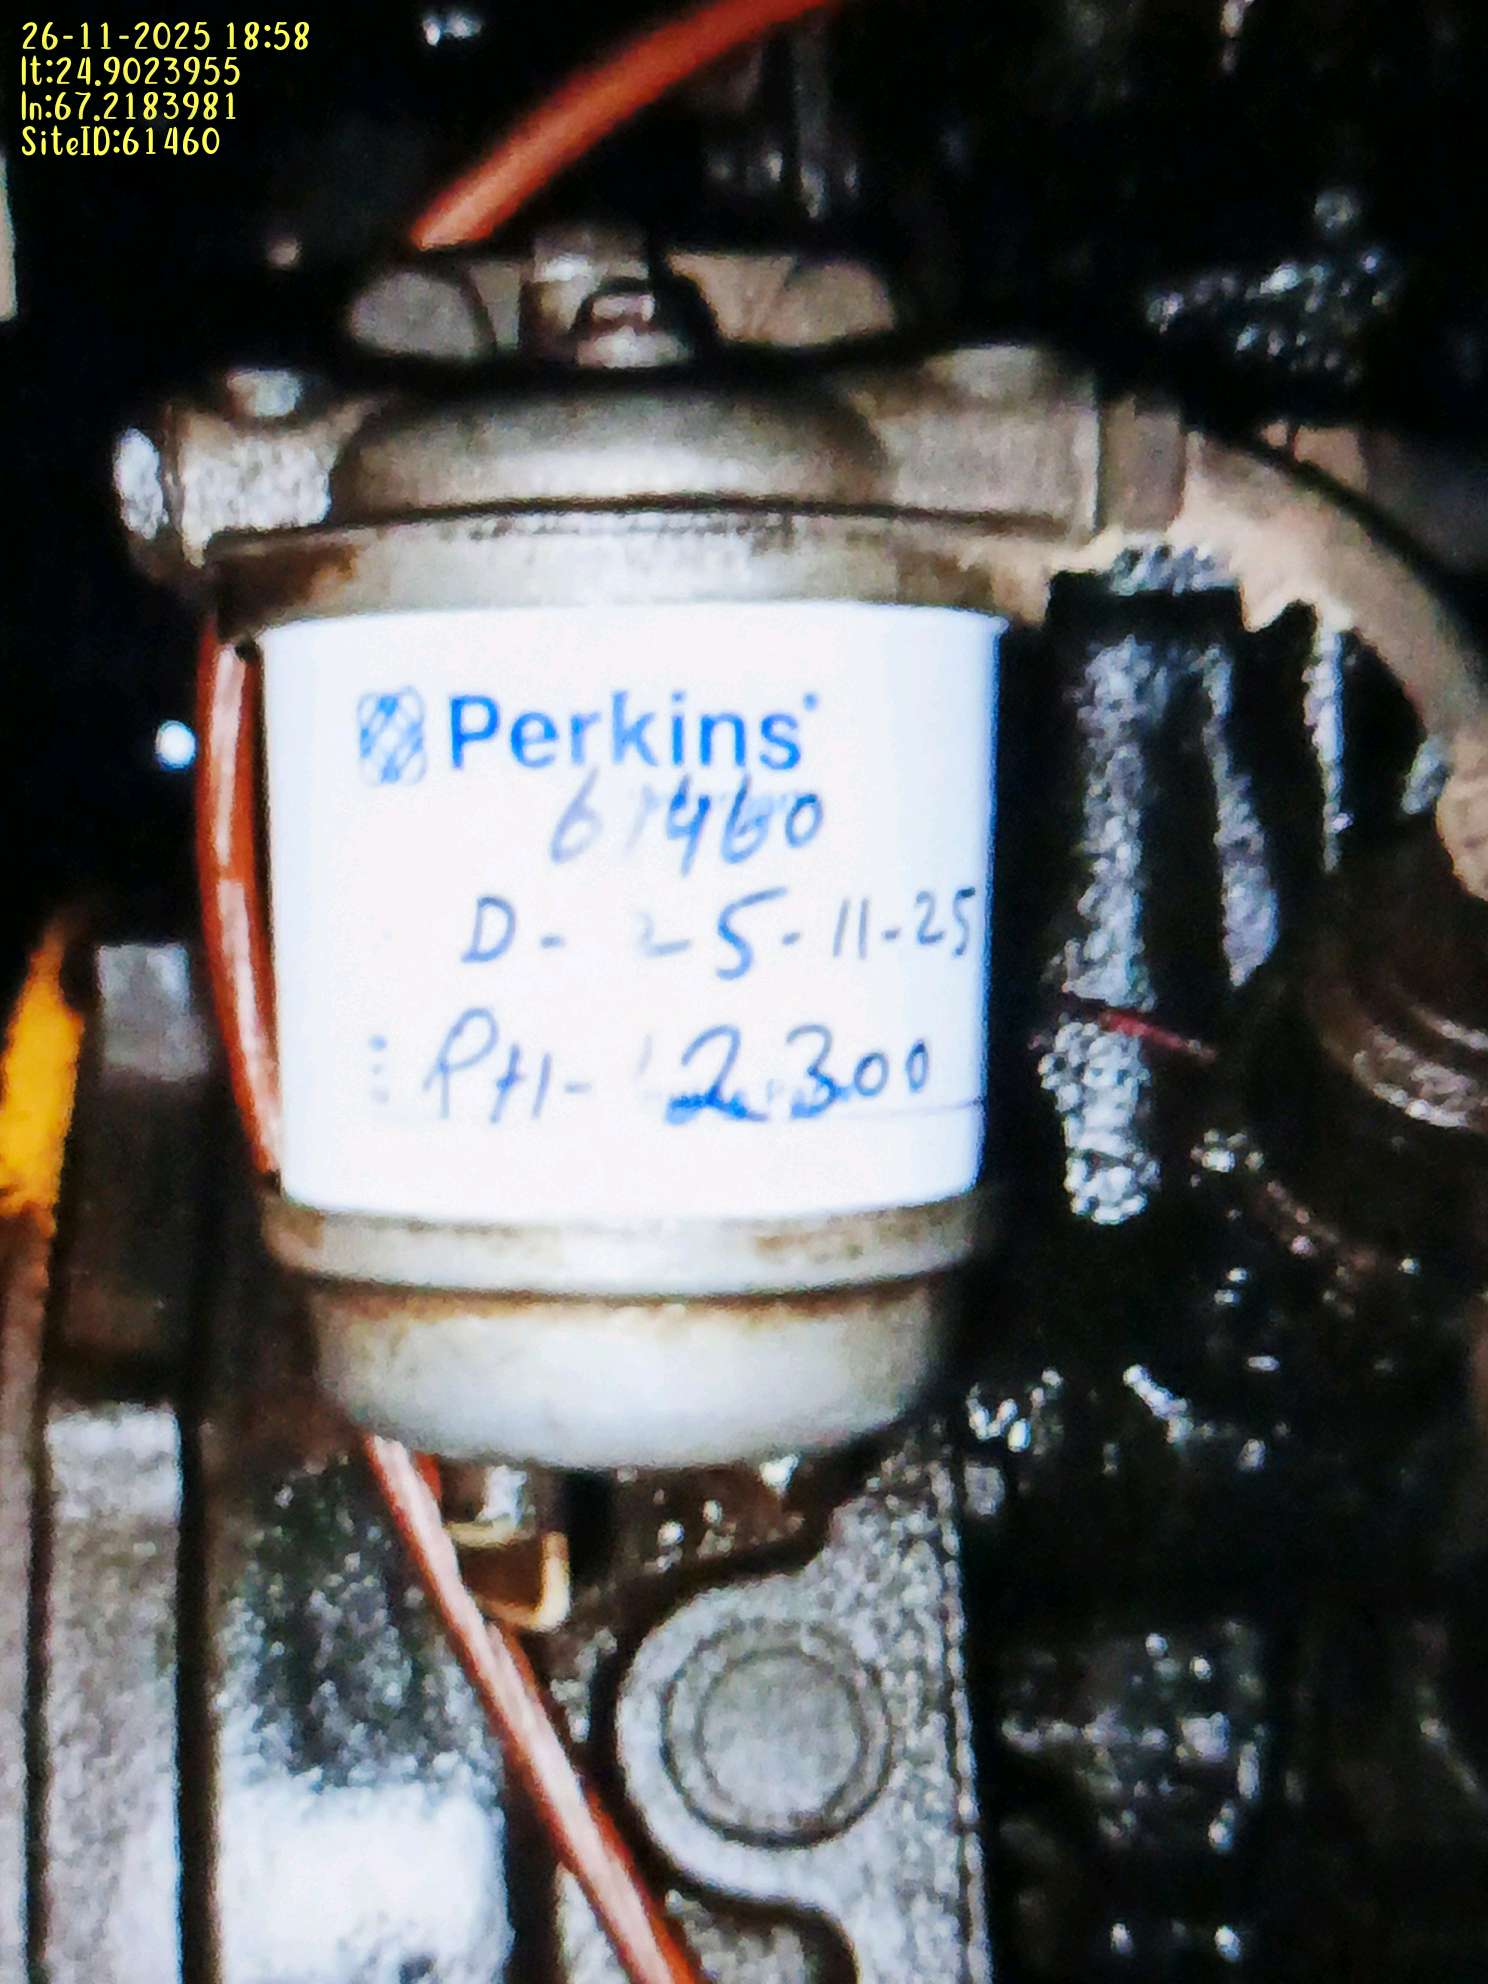 26-11-2025 18:58
lt:24.9023955
ln:67.2183981
SiteID:61460
Perkins
61460
D- 25-11-25
PH- 12300